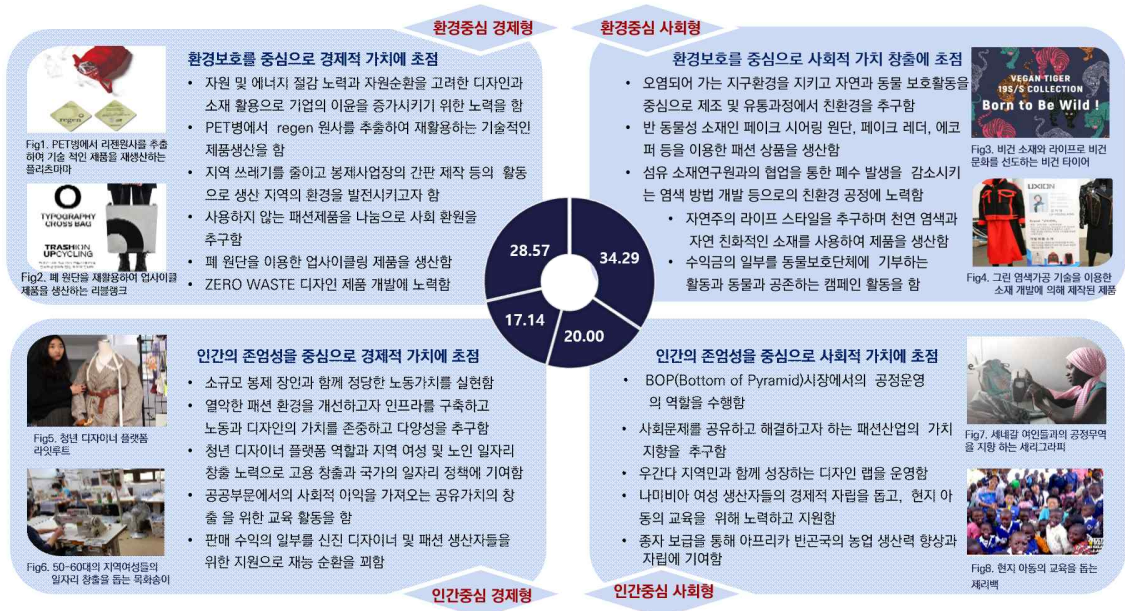 환경중심 경제형
환경보호를 중심으로 경제적 가치에 초점
• 자원 및 에너지 절감 노력과 자원순환을 고려한 디자인과
소재 활용으로 기업의 이윤을 증가시키기 위한 노력을 함
• PET병에서 regen 원사를 추출하여 재활용하는 기술적인
제품생산을 함
• 지역 쓰레기를 줄이고 봉제사업장의 간판 제작 등의 활동
으로 생산 지역의 환경을 발전시키고자 함
• 사용하지 않는 패션제품을 나눔으로 사회 환원을
추구함
• 폐 원단을 이용한 업사이클링 제품을 생산함
• ZERO WASTE 디자인 제품 개발에 노력함
regen
regen
Fig1. PET병에서 리젠원사를 추출
하여 기술 적인 제품을 재생산하는
플리츠마마
TYPOGRAPHY
CROSS BAG
TRASHION
UPCYCLING
Fig2. 폐 원단을 재활용하여 업사이클
제품을 생산하는 리블랭크
환경중심 사회형
환경보호를 중심으로 사회적 가치 창출에 초점
• 오염되어 가는 지구환경을 지키고 자연과 동물 보호활동을
중심으로 제조 및 유통과정에서 친환경을 추구함
• 반 동물성 소재인 페이크 시어링 원단, 페이크 레더, 에코
퍼 등을 이용한 패션 상품을 생산함
• 섬유 소재연구원과의 협업을 통한 폐수 발생을 감소시키
는 염색 방법 개발 등으로의 친환경 공정에 노력함
• 자연주의 라이프 스타일을 추구하며 천연 염색과
자연 친화적인 소재를 사용하여 제품을 생산함
• 수익금의 일부를 동물보호단체에 기부하는
활동과 동물과 공존하는 캠페인 활동을 함
VEGAN TIGER
19S/S COLLECTION
Born to Be Wild !
Fig3. 비건 소재와 라이프로 비건
문화를 선도하는 비건 타이어
LIXION
Fig4. 그린 염색가공 기술을 이용한
소재 개발에 의해 제작된 제품
28.57
34.29
17.14
20.00
인간의 존엄성을 중심으로 경제적 가치에 초점
• 소규모 봉제 장인과 함께 정당한 노동가치를 실현함
• 열악한 패션 환경을 개선하고자 인프라를 구축하고
노동과 디자인의 가치를 존중하고 다양성을 추구함
• 청년 디자이너 플랫폼 역할과 지역 여성 및 노인 일자리
창출 노력으로 고용 창출과 국가의 일자리 정책에 기여함
• 공공부문에서의 사회적 이익을 가져오는 공유가치의 창
출 을 위한 교육 활동을 함
• 판매 수익의 일부를 신진 디자이너 및 패션 생산자들을
위한 지원으로 재능 순환을 꾀함
Fig5. 청년 디자이너 플랫폼
라잇루트
Fig6. 50~60대의 지역여성들의
일자리 창출을 돕는 목화송이
인간중심 경제형
인간의 존엄성을 중심으로 사회적 가치에 초점
• BOP(Bottom of Pyramid)시장에서의 공정운영
의 역할을 수행함
• 사회문제를 공유하고 해결하고자 하는 패션산업의 가치
지향을 추구함
• 우간다 지역민과 함께 성장하는 디자인 랩을 운영함
• 나미비아 여성 생산자들의 경제적 자립을 돕고, 현지 아
동의 교육을 위해 노력하고 지원함
• 종자 보급을 통해 아프리카 빈곤국의 농업 생산력 향상과
자립에 기여함
Fig7. 세네갈 여인들과의 공정무역
을 지향 하는 세리그라피
Fig8. 현지 아동의 교육을 돕는
제리백
인간중심 사회형